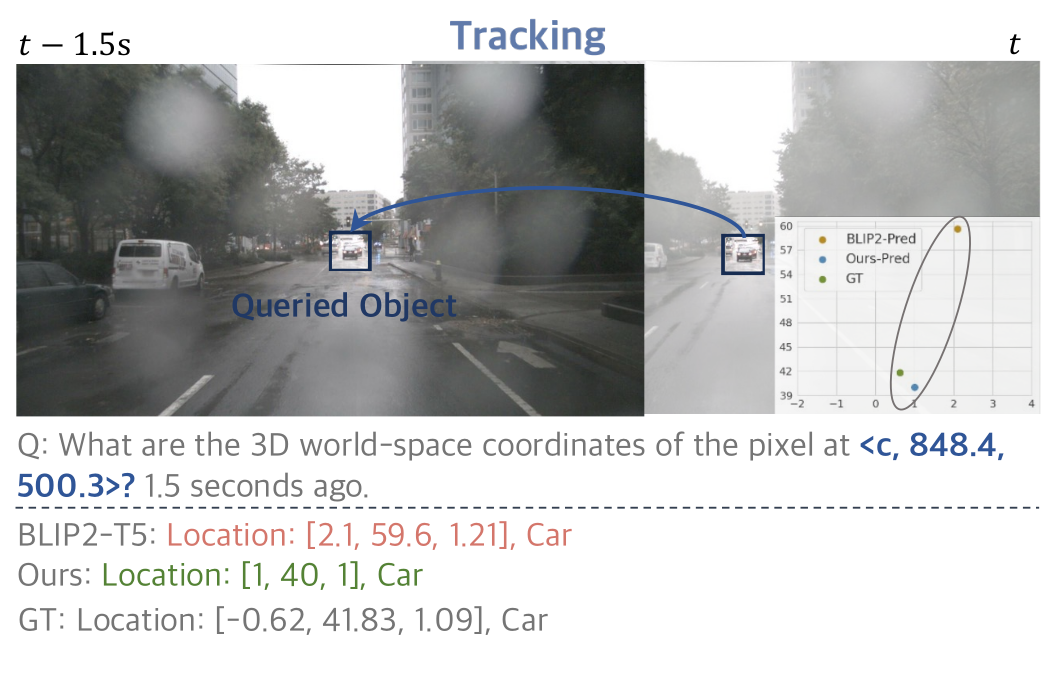 Tracking
t − 1.5s
t
Queried Object
60
57
54
51
48
45
42
39
−2 −1 0 1 2 3 4
BLIP2-Pred
Ours-Pred
GT
Q: What are the 3D world-space coordinates of the pixel at <c, 848.4,
500.3>? 1.5 seconds ago.
BLIP2-T5: Location: [2.1, 59.6, 1.21], Car
Ours: Location: [1, 40, 1], Car
GT: Location: [-0.62, 41.83, 1.09], Car